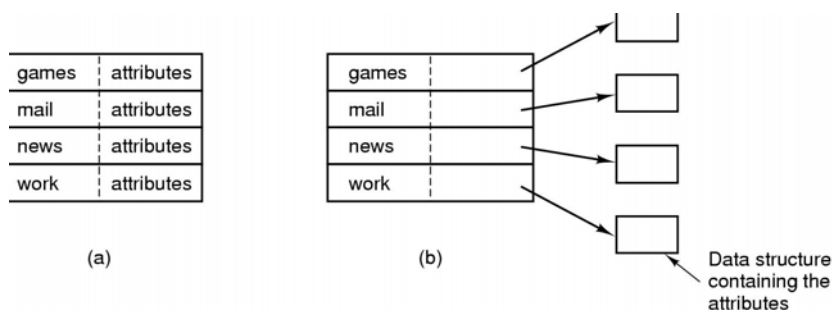 games attributes
mail attributes
news attributes
work attributes
(a)
games
mail
news
work
(b)
Data structure
containing the
attributes